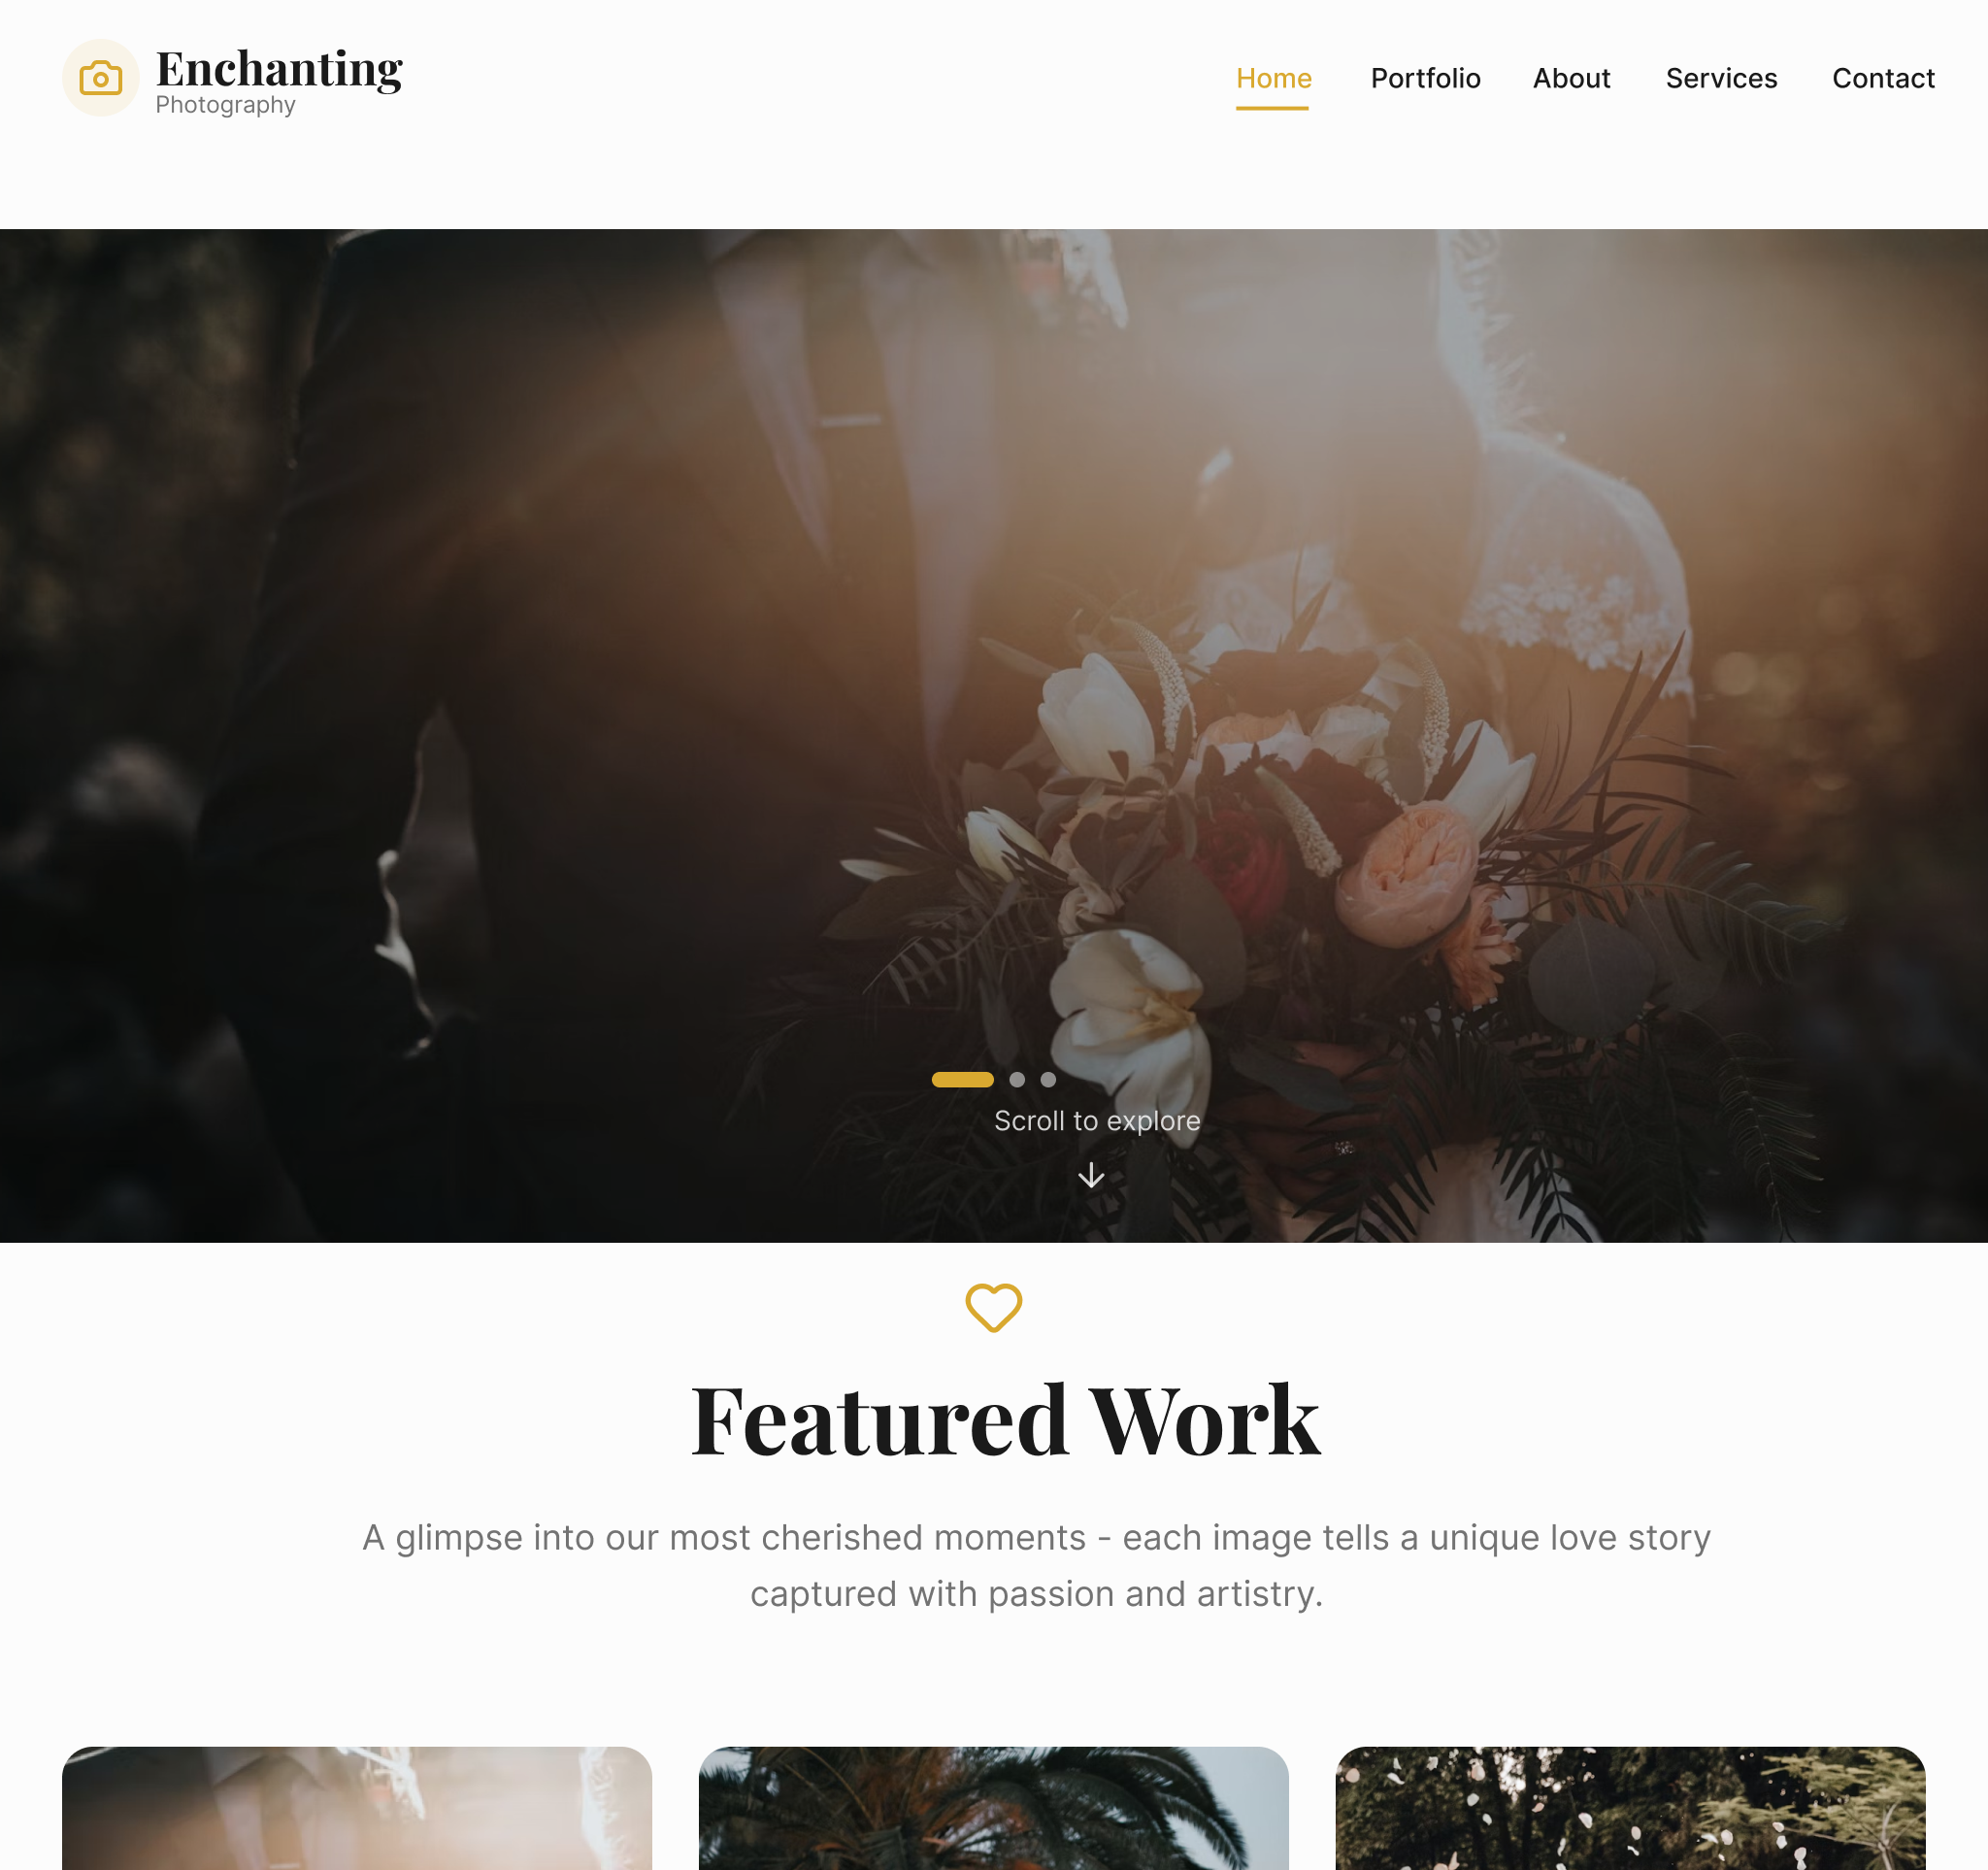 Enchanting
Photography
Home
Portfolio
About
Services
Contact
Scroll to explore
Featured Work
A glimpse into our most cherished moments - each image tells a unique love story
captured with passion and artistry.